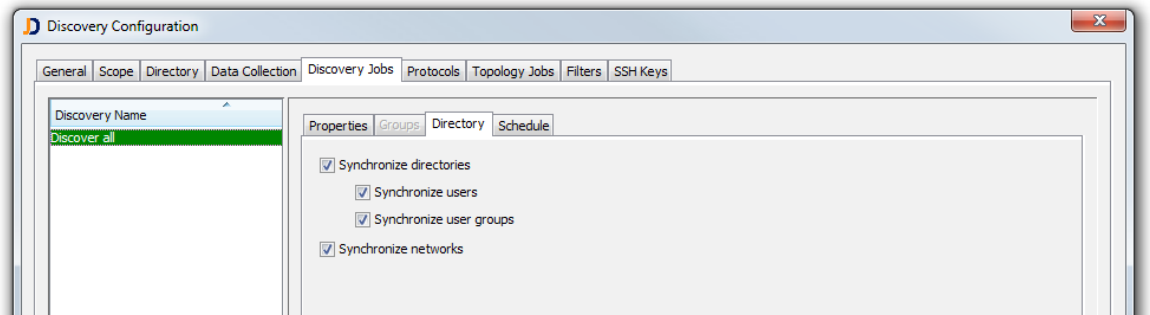 Discovery Configuration
General Scope Directory Data Collection Discovery Jobs Protocols Topology Jobs Filters SSH Keys
Discovery Name
Discover all
Properties Groups Directory Schedule
Synchronize directories
Synchronize users
Synchronize user groups
Synchronize networks